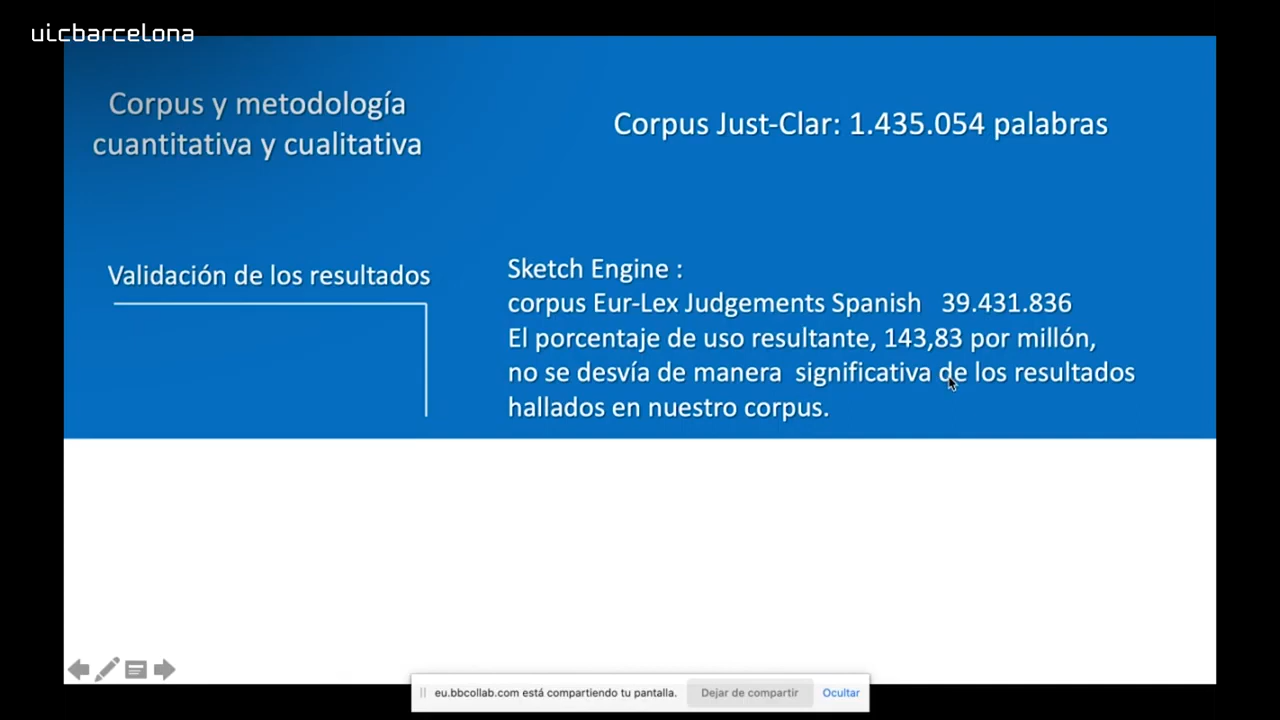 uicbarcelona
Corpus y metodología
cuantitativa y cualitativa
Corpus Just-Clar: 1.435.054 palabras
Validación de los resultados
Sketch Engine :
corpus Eur-Lex Judgements Spanish 39.431.836
El porcentaje de uso resultante, 143,83 por millón,
no se desvía de manera significativa de los resultados
hallados en nuestro corpus.
eu.bbcollab.com está compartiendo tu pantalla. Dejar de compartir Ocultar